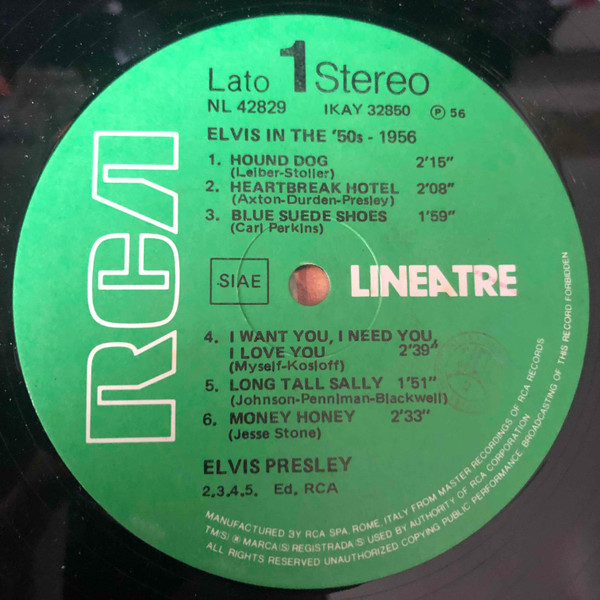 Lato 1 Stereo
NL 42829 IKAY 32850 Ⓟ 56
ELVIS IN THE '50s - 1956
1. HOUND DOG 2'15"
(Leiber-Stoller)
2. HEARTBREAK HOTEL 2'08"
(Axton-Durden-Presley)
3. BLUE SUEDE SHOES 1'59"
(Carl Perkins)
RCA
SIAE
LINEATRE
4. I WANT YOU, I NEED YOU,
I LOVE YOU 2'39"
(Myself-Kosloff)
5. LONG TALL SALLY 1'51"
(Johnson-Penniman-Blackwell)
6. MONEY HONEY 2'33"
(Jesse Stone)
ELVIS PRESLEY
2.3.4.5. Ed. RCA
MANUFACTURED BY RCA SPA, ROME, ITALY, FROM MASTER RECORDINGS OF RCA RECORDS
TM(S) ® MARCA(S) REGISTRADA(S) USED BY AUTHORITY OF RCA CORPORATION
ALL RIGHTS RESERVED UNAUTHORIZED COPYING PUBLIC PERFORMANCE BROADCASTING OF THIS RECORD FORBIDDEN